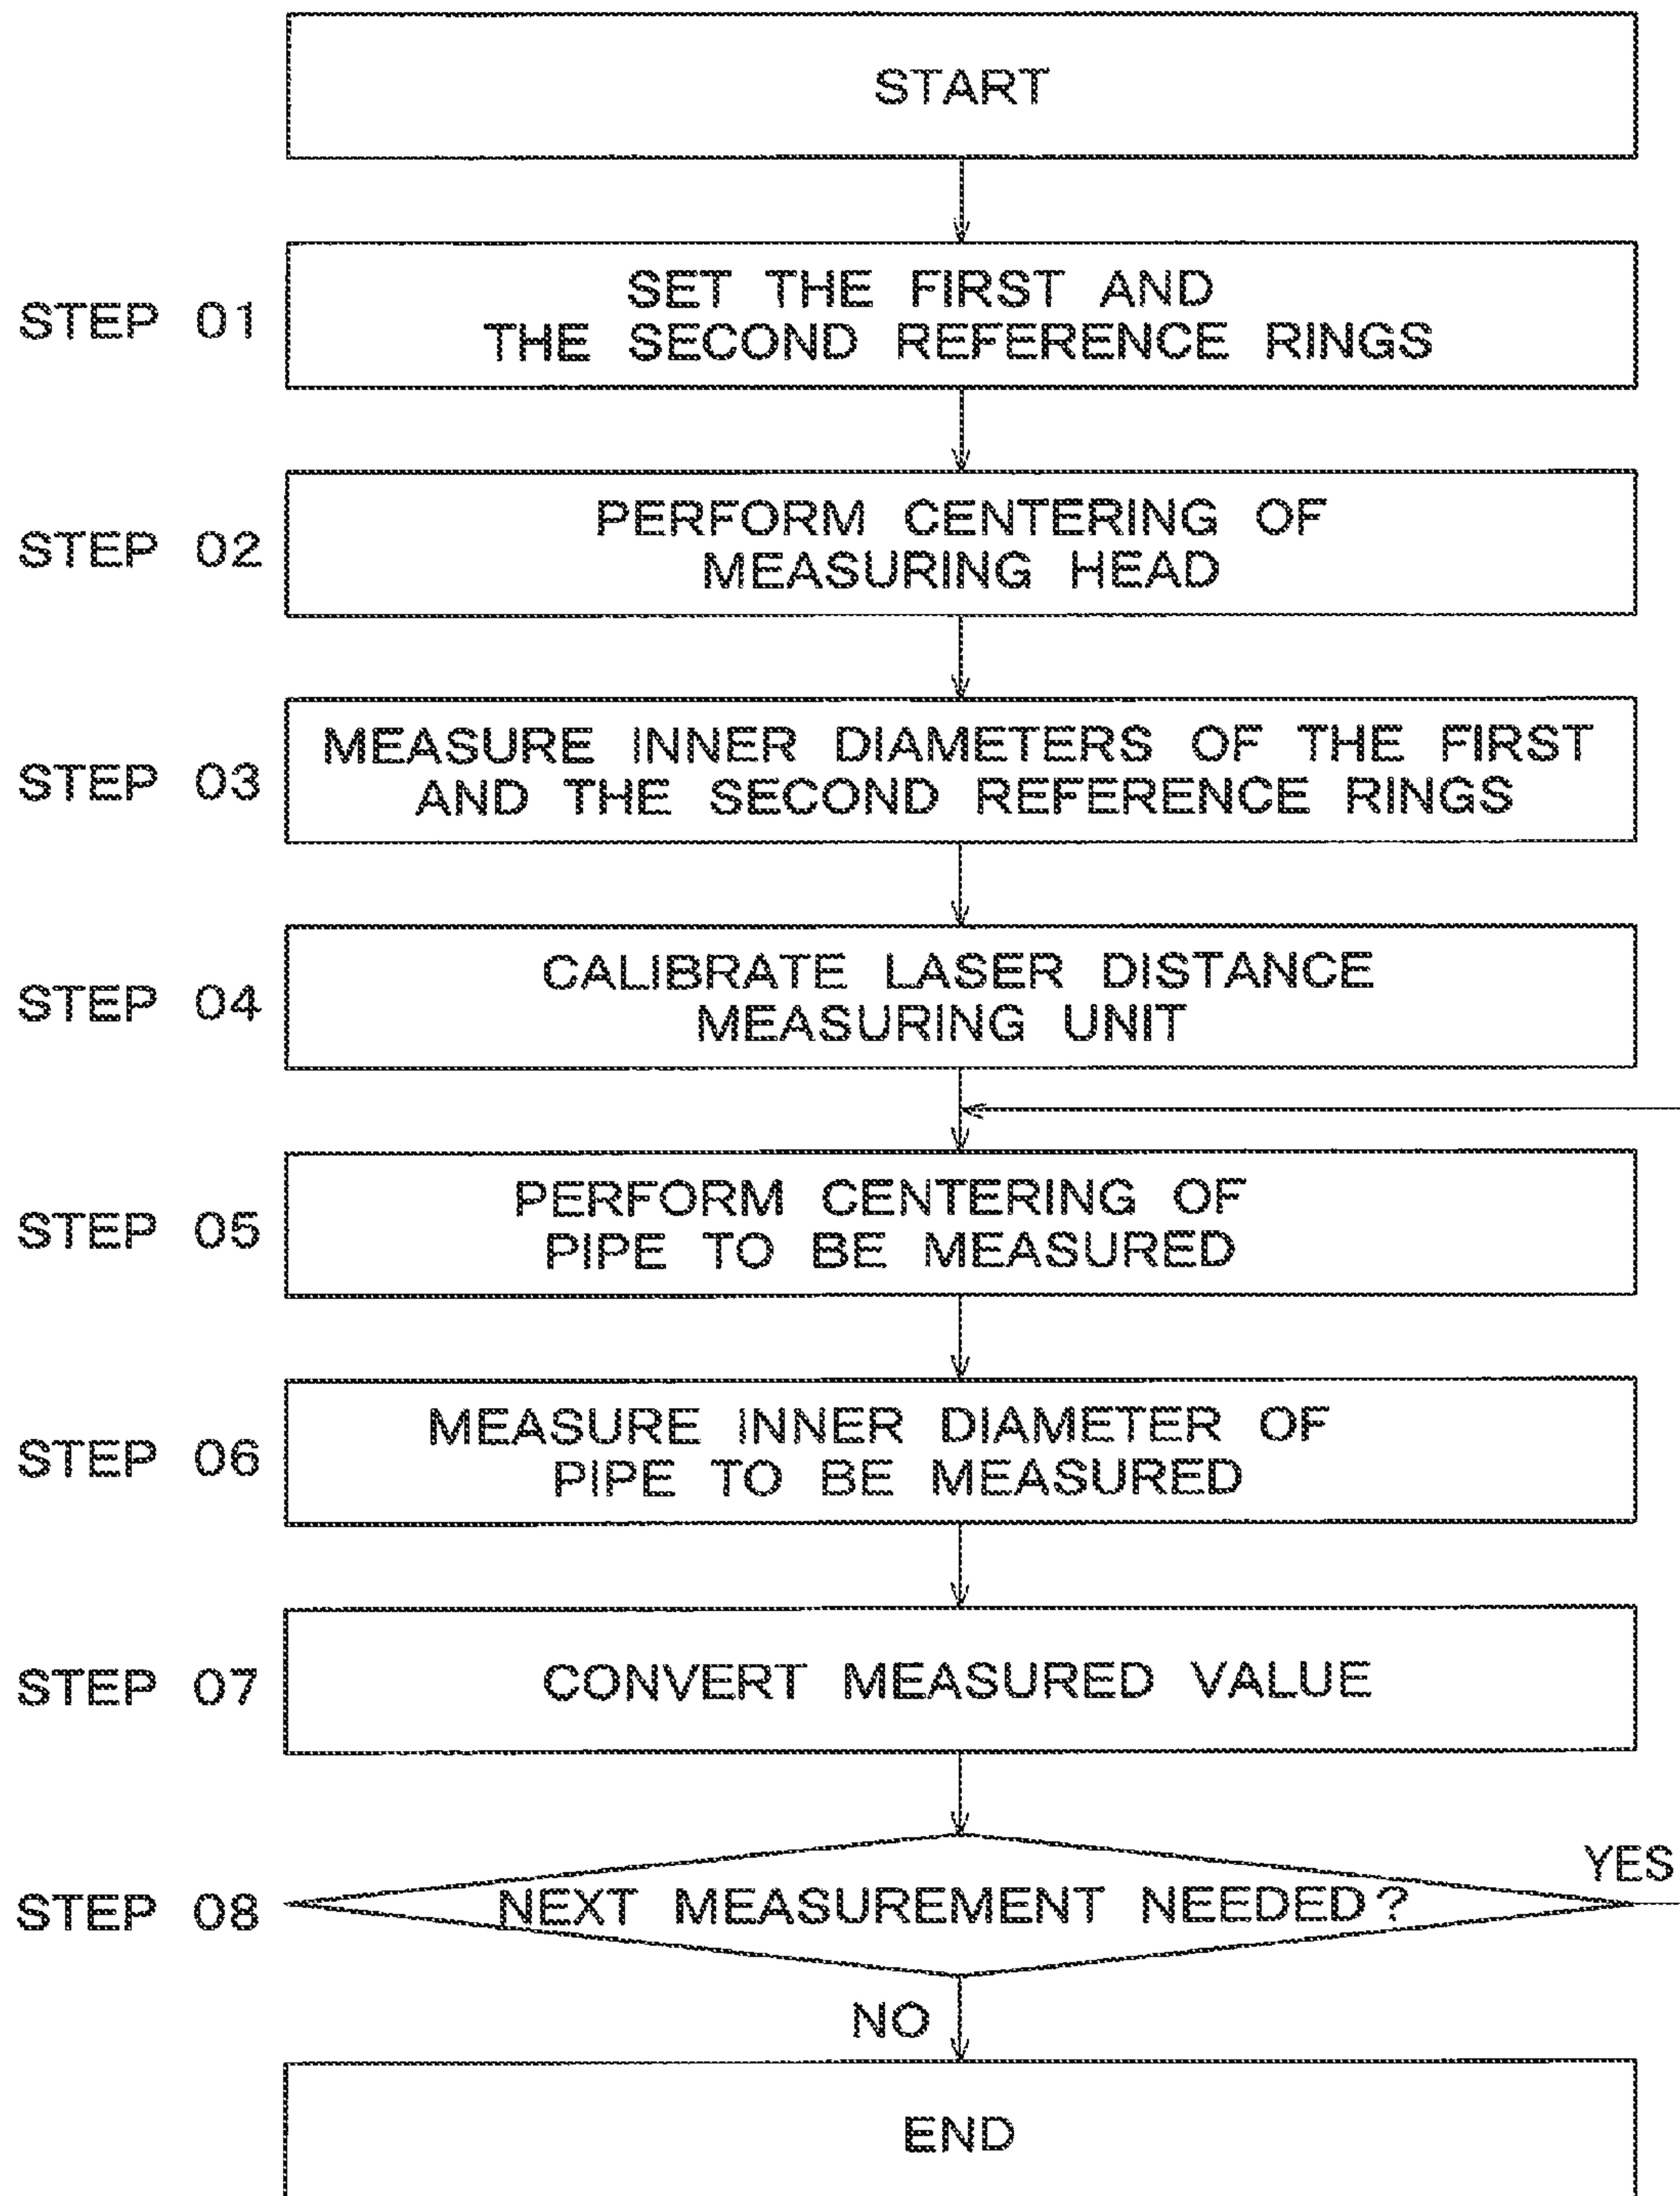 START
STEP 01
SET THE FIRST AND
THE SECOND REFERENCE RINGS
STEP 02
PERFORM CENTERING OF
MEASURING HEAD
STEP 03
MEASURE INNER DIAMETERS OF THE FIRST
AND THE SECOND REFERENCE RINGS
STEP 04
CALIBRATE LASER DISTANCE
MEASURING UNIT
STEP 05
PERFORM CENTERING OF
PIPE TO BE MEASURED
STEP 06
MEASURE INNER DIAMETER OF
PIPE TO BE MEASURED
STEP 07
CONVERT MEASURED VALUE
STEP 08
NEXT MEASUREMENT NEEDED?
YES
NO
END